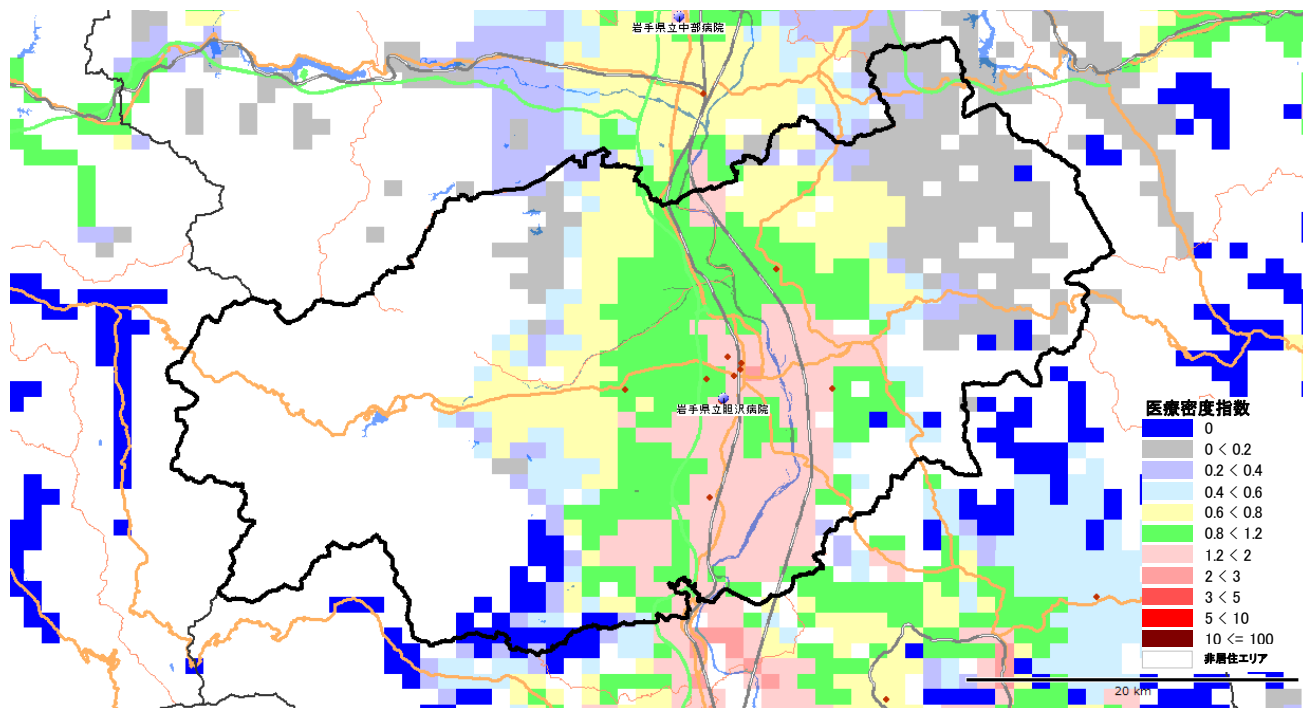 岩手県立中部病院
岩手県立胆沢病院
医療密度指数
0
0 < 0.2
0.2 < 0.4
0.4 < 0.6
0.6 < 0.8
0.8 < 1.2
1.2 < 2
2 < 3
3 < 5
5 < 10
10 <= 100
非居住エリア
20 km